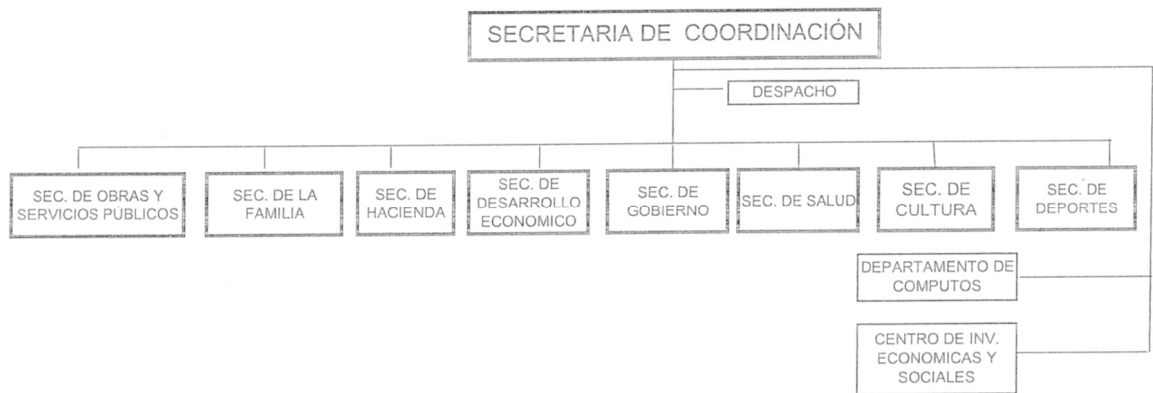 SECRETARIA DE COORDINACIÓN
DESPACHO
SEC. DE OBRAS Y
SERVICIOS PÚBLICOS
SEC. DE LA
FAMILIA
SEC. DE
HACIENDA
SEC. DE
DESARROLLO
ECONOMICO
SEC. DE
GOBIERNO
SEC. DE SALUD
SEC. DE
CULTURA
SEC. DE
DEPORTES
DEPARTAMENTO DE
COMPUTOS
CENTRO DE INV.
ECONOMICAS Y
SOCIALES